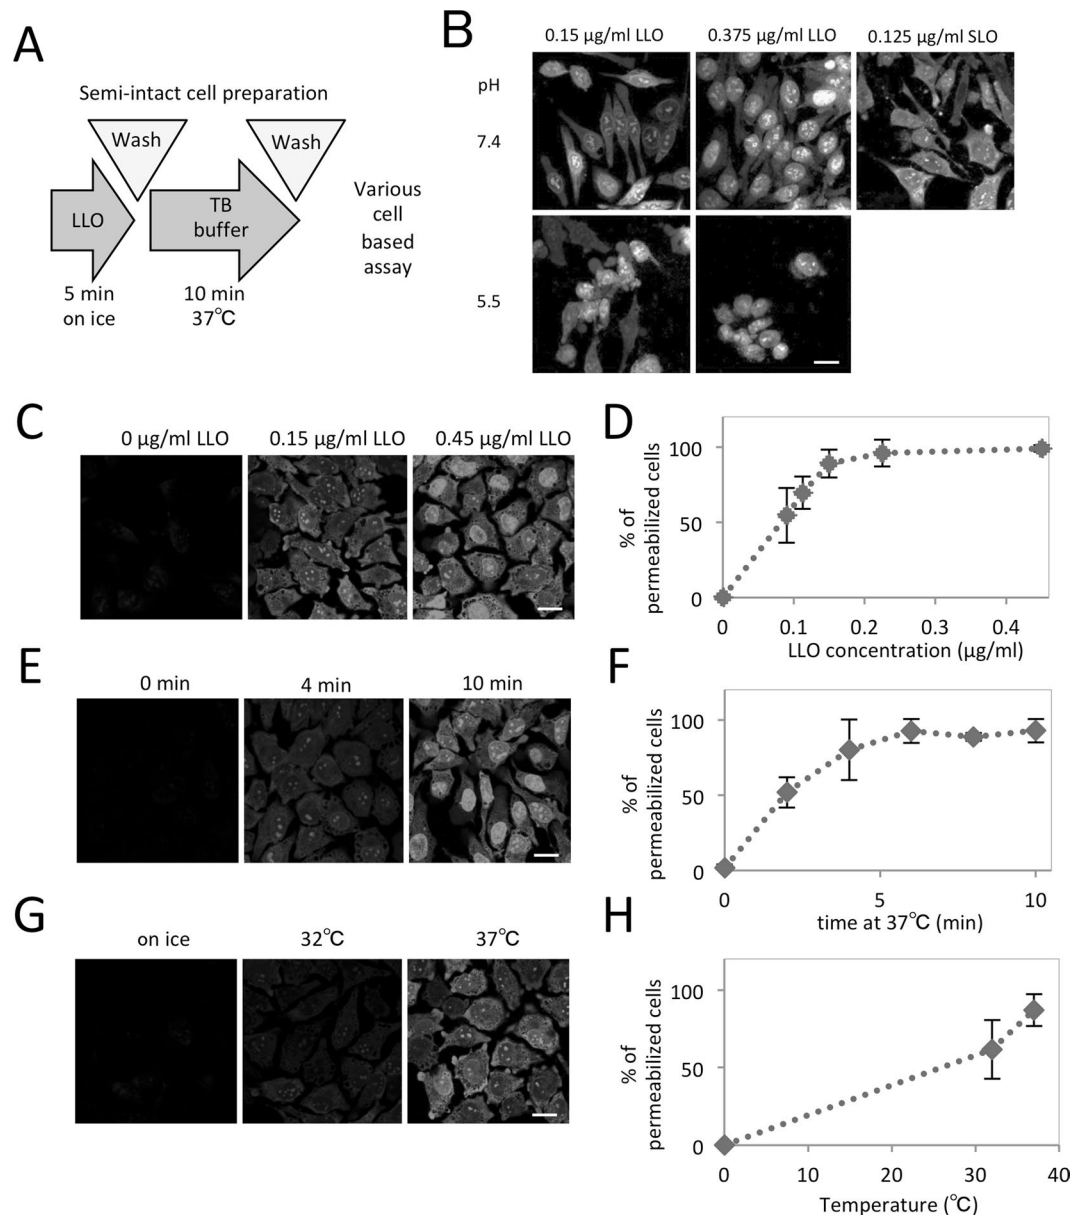 A
Semi-intact cell preparation
Wash
Wash
LLO
TB
buffer
Various
cell
based
assay
5 min
on ice
10 min
37℃
B
0.15 µg/ml LLO
0.375 µg/ml LLO
0.125 µg/ml SLO
pH
7.4
5.5
C
0 µg/ml LLO
0.15 µg/ml LLO
0.45 µg/ml LLO
D
% of
permeabilized cells
100
50
0
0
0.1
0.2
0.3
0.4
LLO concentration (µg/ml)
E
0 min
4 min
10 min
F
% of
permeabilized cells
100
50
0
0
5
10
time at 37℃ (min)
G
on ice
32℃
37℃
H
% of
permeabilized cells
100
50
0
0
10
20
30
40
Temperature (℃)